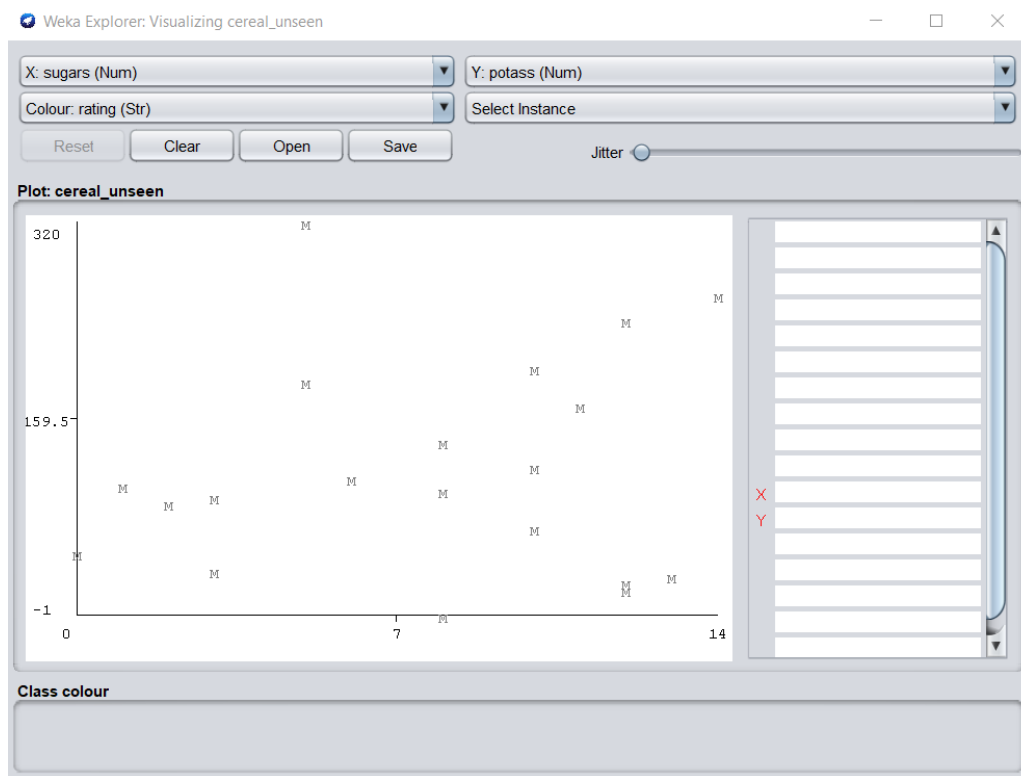 Weka Explorer: Visualizing cereal_unseen
X: sugars (Num) Y: potass (Num)
Colour: rating (Str) Select Instance
Reset Clear Open Save Jitter
Plot: cereal_unseen
320
M
M
M
M
M
159.5
M
M
M
M
M
M
M
M
M
X
Y
M
M
M
M
M
M
-1
M
0 7 14
Class colour